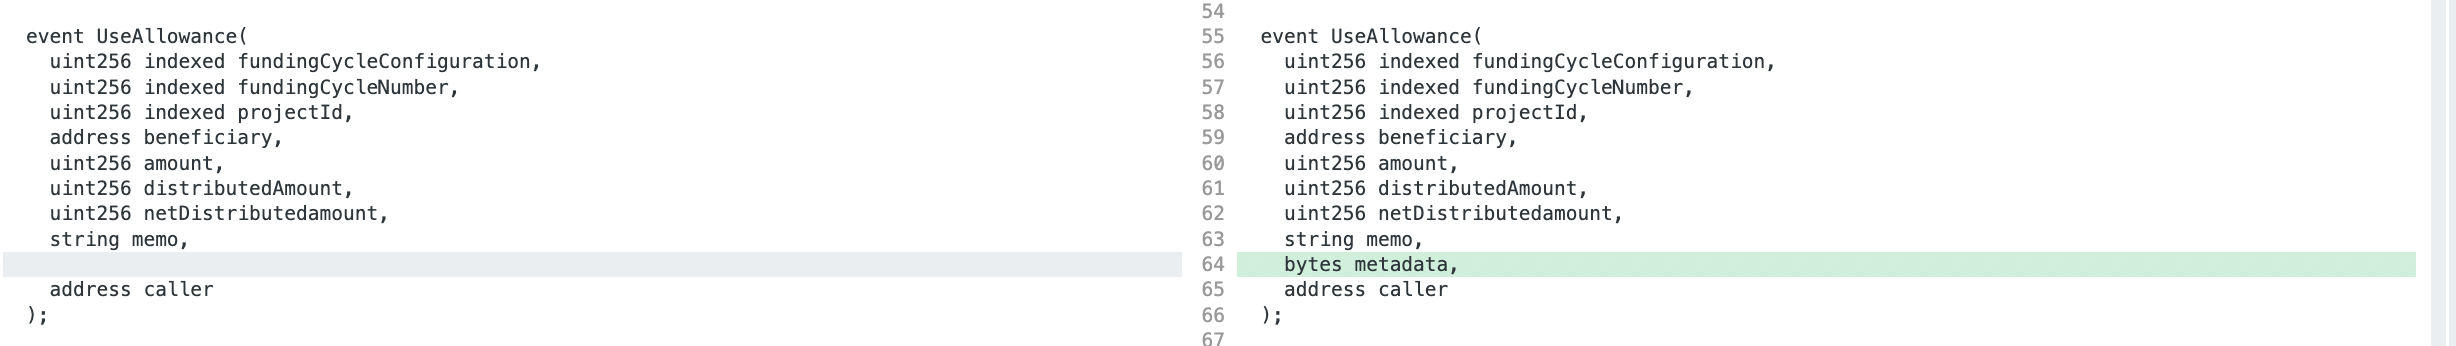 event UseAllowance(
uint256 indexed fundingCycleConfiguration,
uint256 indexed fundingCycleNumber,
uint256 indexed projectId,
address beneficiary,
uint256 amount,
uint256 distributedAmount,
uint256 netDistributedamount,
string memo,
address caller
);
54
55 event UseAllowance(
56 uint256 indexed fundingCycleConfiguration,
57 uint256 indexed fundingCycleNumber,
58 uint256 indexed projectId,
59 address beneficiary,
60 uint256 amount,
61 uint256 distributedAmount,
62 uint256 netDistributedamount,
63 string memo,
64 bytes metadata,
65 address caller
66 );
67